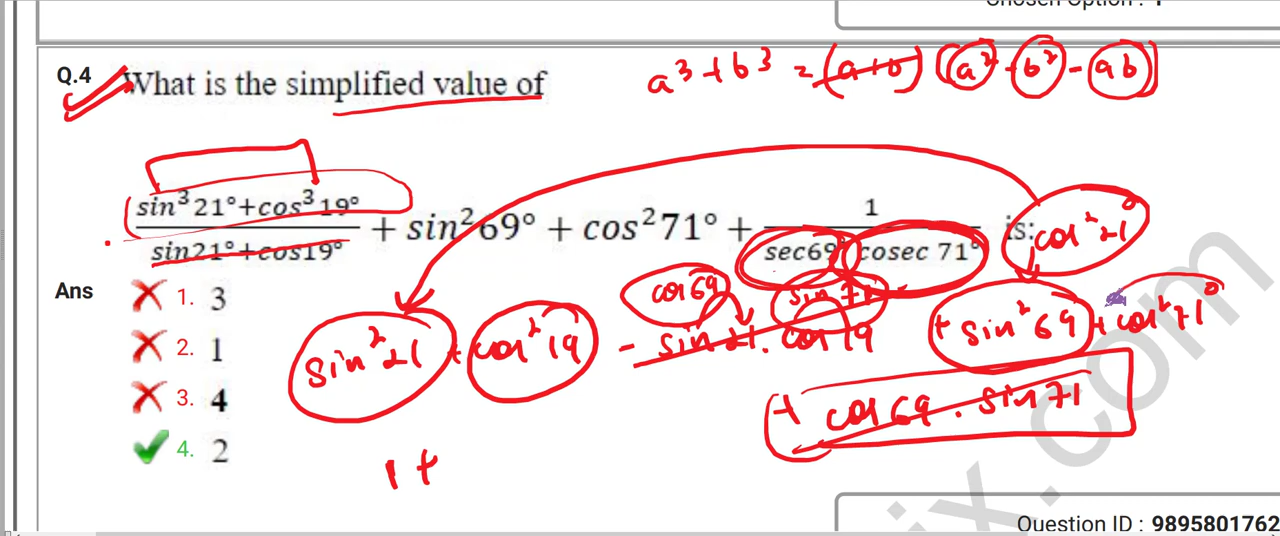 Chosen Option :
Q.4 What is the simplified value of
a³ + b³ = (a+b) (a² + b² - ab)
sin³21°+cos³19° / sin21°+cos19° + sin²69° + cos²71° + 1 / sec69° cosec 71° is:
cos²21°
Ans
1. 3
2. 1
3. 4
4. 2
cos69 sin71
sin²21 + cos²19 - sin21. cos19 + sin²69 + cos²71°
+ cos69 . sin71
1 +
ix.com
Question ID : 9895801762